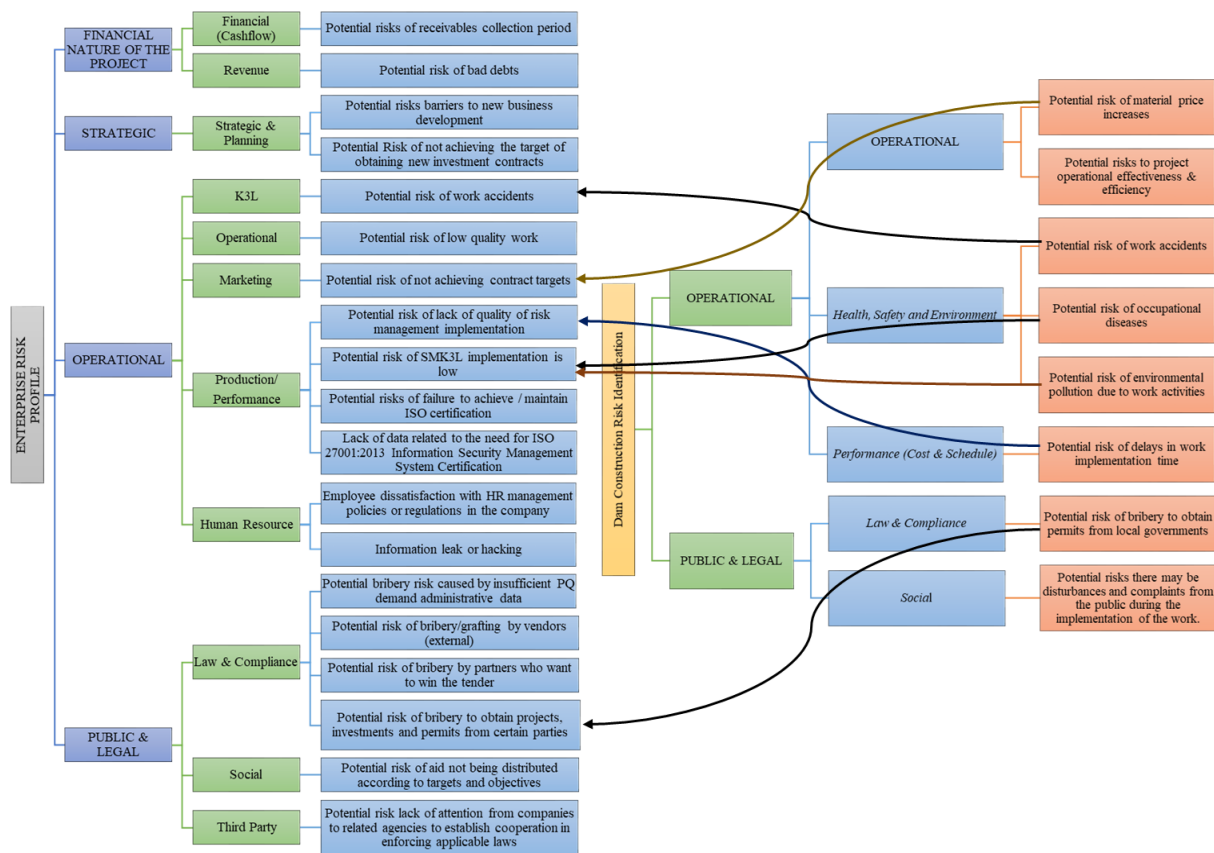 ENTERPRISE RISK
PROFILE
FINANCIAL
NATURE OF THE
PROJECT
Financial
(Cashflow)
Potential risks of receivables collection period
Revenue
Potential risk of bad debts
STRATEGIC
Strategic &
Planning
Potential risks barriers to new business
development
Potential Risk of not achieving the target of
obtaining new investment contracts
OPERATIONAL
K3L
Potential risk of work accidents
Operational
Potential risk of low quality work
Marketing
Potential risk of not achieving contract targets
Production/
Performance
Potential risk of lack of quality of risk
management implementation
Potential risk of SMK3L implementation is
low
Potential risks of failure to achieve / maintain
ISO certification
Lack of data related to the need for ISO
27001:2013 Information Security Management
System Certification
Human Resource
Employee dissatisfaction with HR management
policies or regulations in the company
Information leak or hacking
PUBLIC &
LEGAL
Law & Compliance
Potential bribery risk caused by insufficient PQ
demand administrative data
Potential risk of bribery/grafting by vendors
(external)
Potential risk of bribery by partners who want
to win the tender
Potential risk of bribery to obtain projects,
investments and permits from certain parties
Social
Potential risk of aid not being distributed
according to targets and objectives
Third Party
Potential risk lack of attention from companies
to related agencies to establish cooperation in
enforcing applicable laws
Dam Construction Risk Identification
OPERATIONAL
OPERATIONAL
Potential risk of material price
increases
Potential risks to project
operational effectiveness &
efficiency
Health, Safety and Environment
Potential risk of work accidents
Potential risk of occupational
diseases
Potential risk of environmental
pollution due to work activities
Performance (Cost & Schedule)
Potential risk of delays in work
implementation time
PUBLIC & LEGAL
Law & Compliance
Potential risk of bribery to obtain
permits from local governments
Social
Potential risks there may be
disturbances and complaints from
the public during the
implementation of the work.